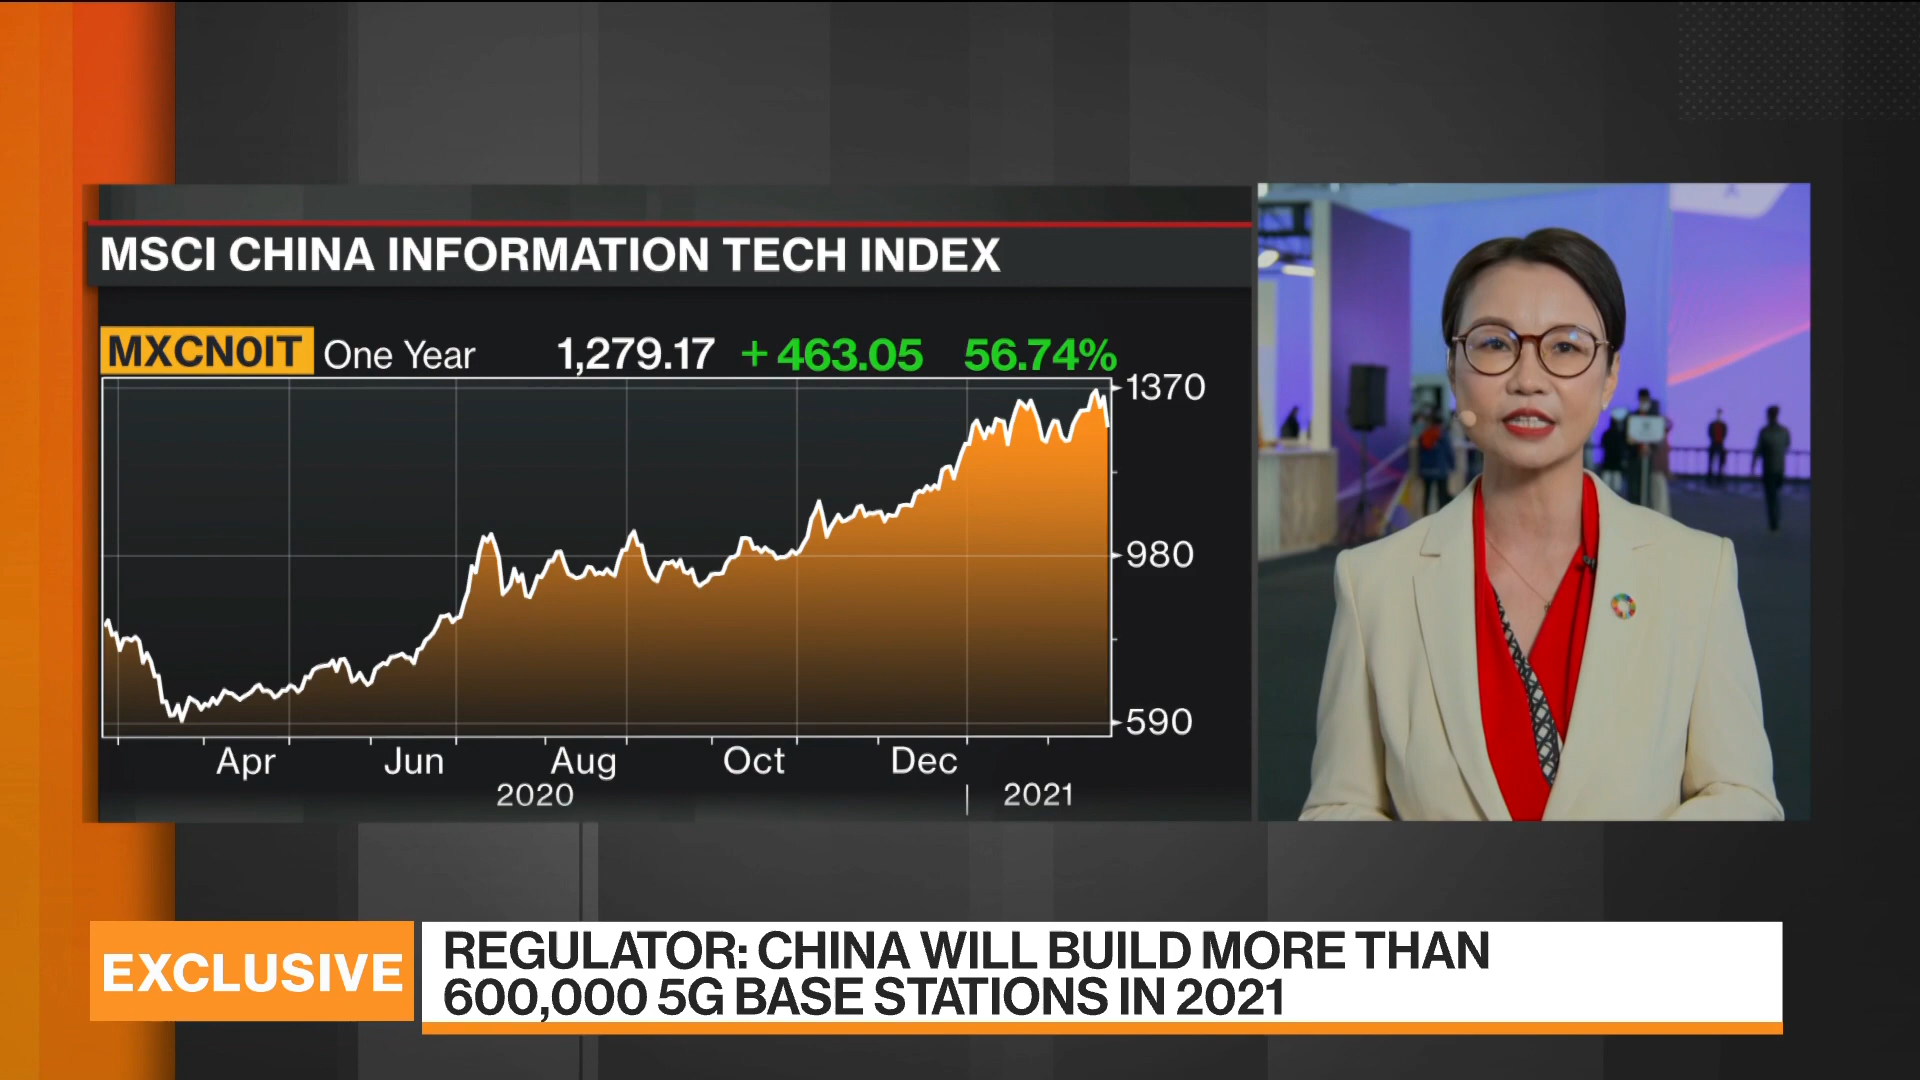 MSCI CHINA INFORMATION TECH INDEX
MXCN0IT One Year 1,279.17 +463.05 56.74%
1370
980
590
Apr Jun Aug Oct Dec
2020 2021
EXCLUSIVE
REGULATOR: CHINA WILL BUILD MORE THAN
600,000 5G BASE STATIONS IN 2021